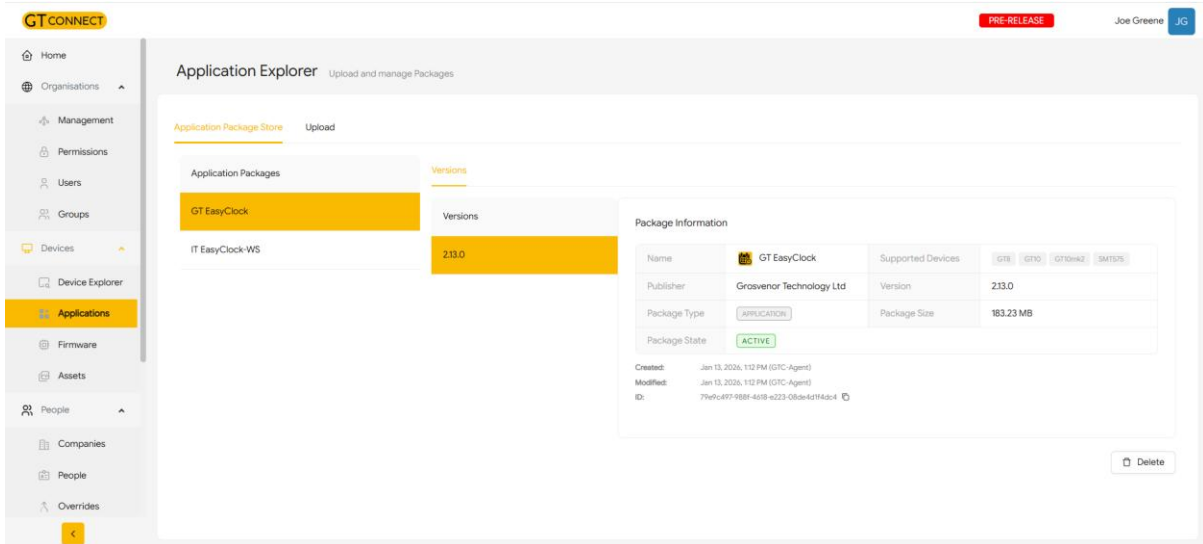 GT CONNECT
PRE-RELEASE
Joe Greene
JG
Home
Organisations
Management
Permissions
Users
Groups
Devices
Device Explorer
Applications
Firmware
Assets
People
Companies
People
Overrides
Application Explorer Upload and manage Packages
Application Package Store Upload
Application Packages
GT EasyClock
IT EasyClock-WS
Versions
Versions
2.13.0
Package Information
Name GT EasyClock Supported Devices GT8 GT10 GT10mk2 SMT575
Publisher Grosvenor Technology Ltd Version 2.13.0
Package Type APPLICATION Package Size 183.23 MB
Package State ACTIVE
Created: Jan 13, 2026, 1:12 PM (GTC-Agent)
Modified: Jan 13, 2026, 1:12 PM (GTC-Agent)
ID: 79e9c497-988f-4618-e223-08de4d1f4dc4
Delete